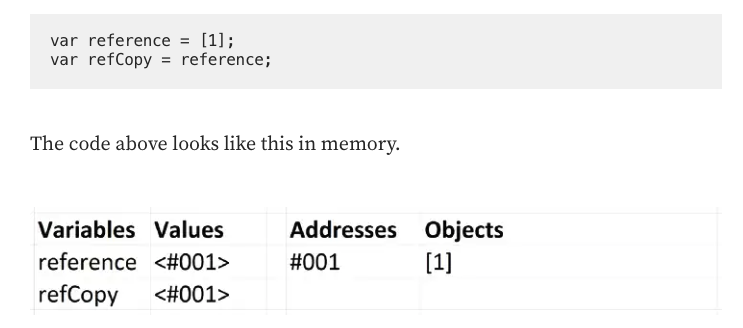 var reference = [1];
var refCopy = reference;
The code above looks like this in memory.
Variables Values Addresses Objects
reference <#001> #001 [1]
refCopy <#001>